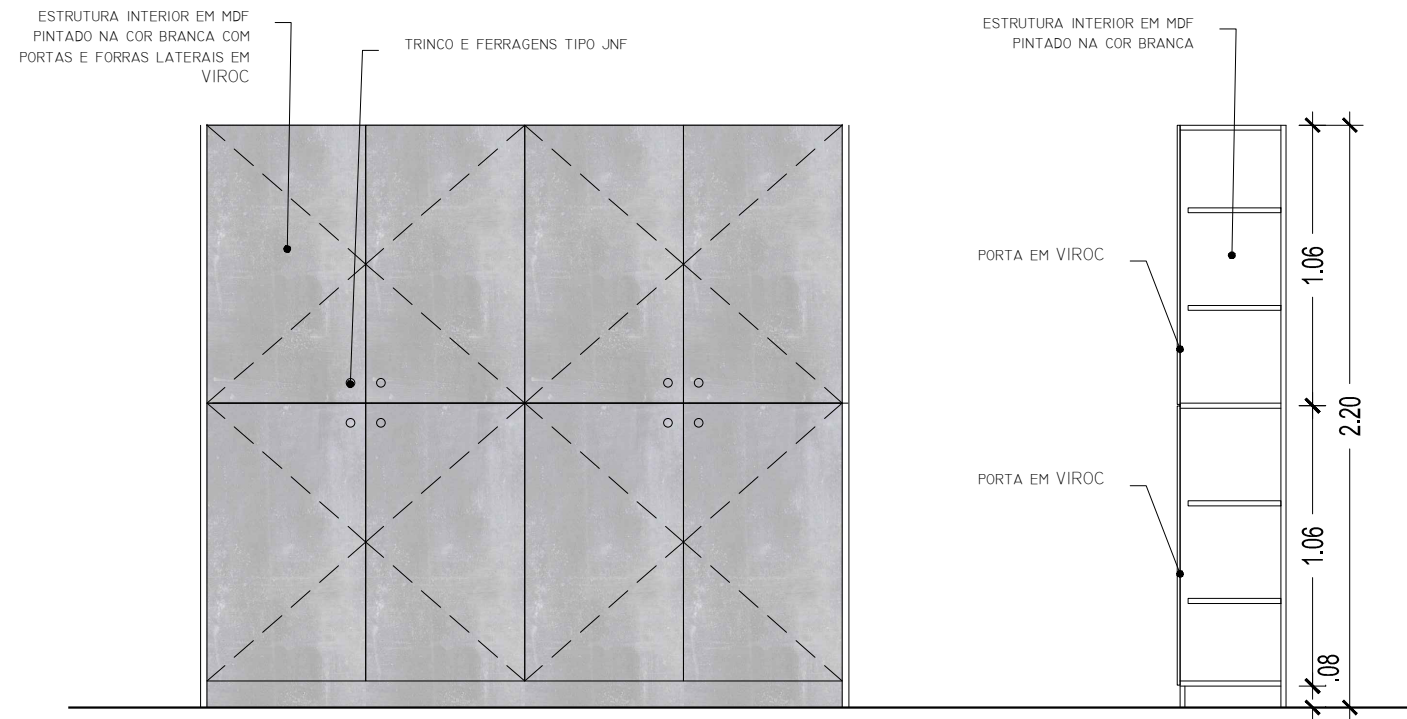 ESTRUTURA INTERIOR EM MDF
PINTADO NA COR BRANCA COM
PORTAS E FORRAS LATERAIS EM
VIROC
TRINCO E FERRAGENS TIPO JNF
ESTRUTURA INTERIOR EM MDF
PINTADO NA COR BRANCA
PORTA EM VIROC
PORTA EM VIROC
1.06
2.20
1.06
.08